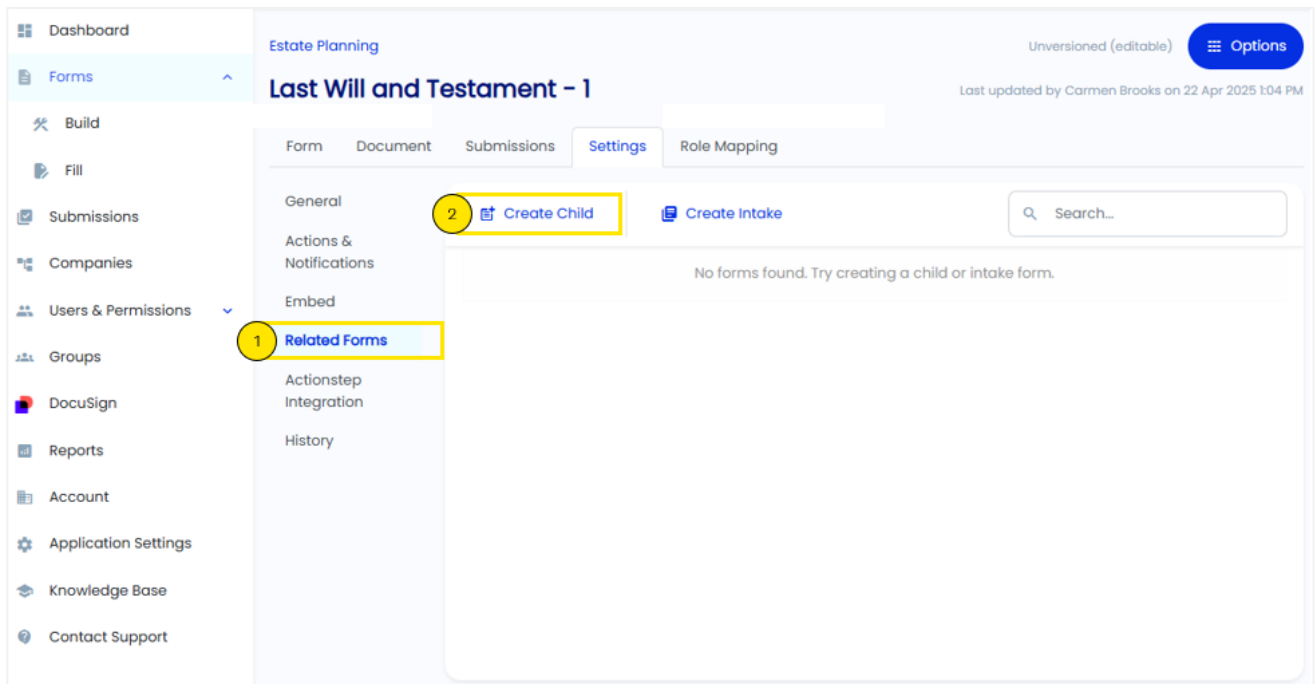 Dashboard
Forms
Build
Fill
Submissions
Companies
Users & Permissions
Groups
DocuSign
Reports
Account
Application Settings
Knowledge Base
Contact Support
Estate Planning
Unversioned (editable)
Options
Last Will and Testament - 1
Last updated by Carmen Brooks on 22 Apr 2025 1:04 PM
Form
Document
Submissions
Settings
Role Mapping
General
Actions &
Notifications
Embed
1
Related Forms
Actionstep
Integration
History
2
Create Child
Create Intake
Search...
No forms found. Try creating a child or intake form.